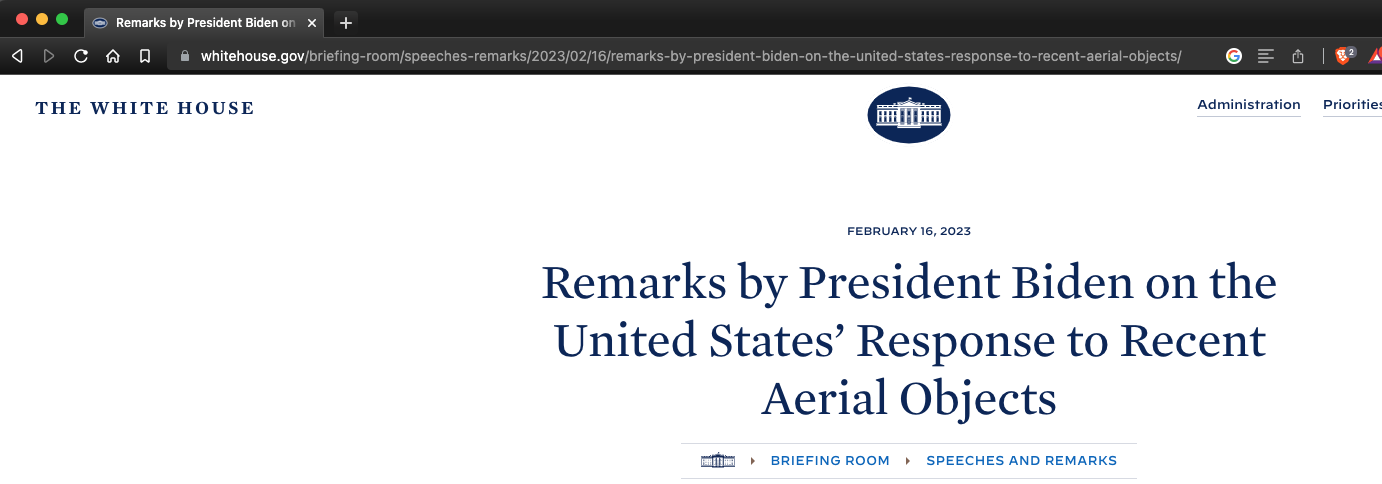 Remarks by President Biden on
whitehouse.gov/briefing-room/speeches-remarks/2023/02/16/remarks-by-president-biden-on-the-united-states-response-to-recent-aerial-objects/
2
THE WHITE HOUSE
Administration
Priorities
FEBRUARY 16, 2023
Remarks by President Biden on the
United States’ Response to Recent
Aerial Objects
BRIEFING ROOM
SPEECHES AND REMARKS